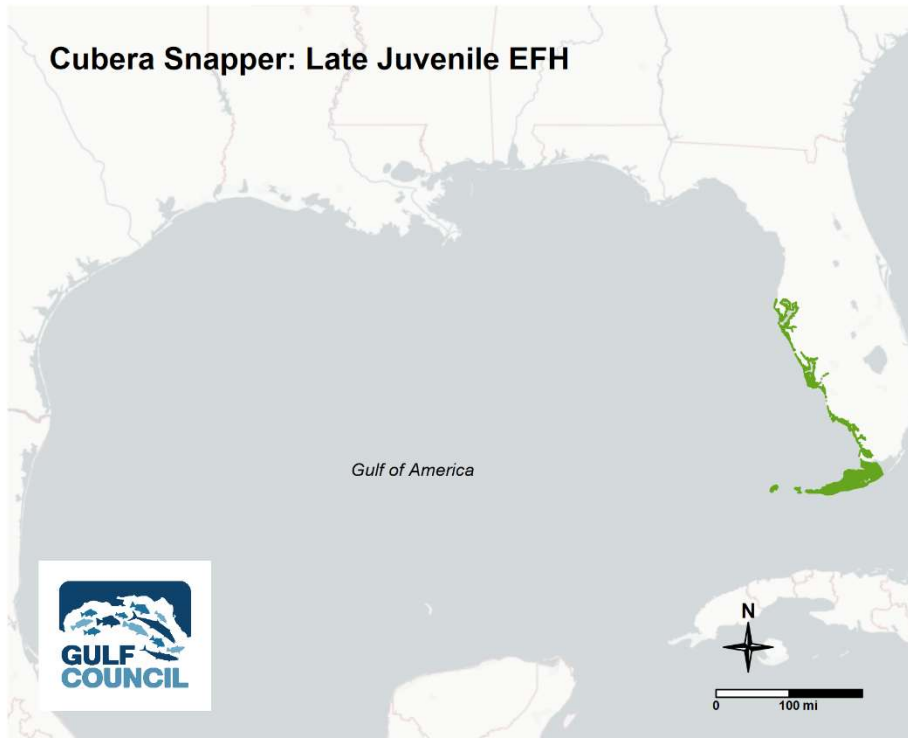 Cubera Snapper: Late Juvenile EFH
Gulf of America
GULF
COUNCIL
N
0 100 mi